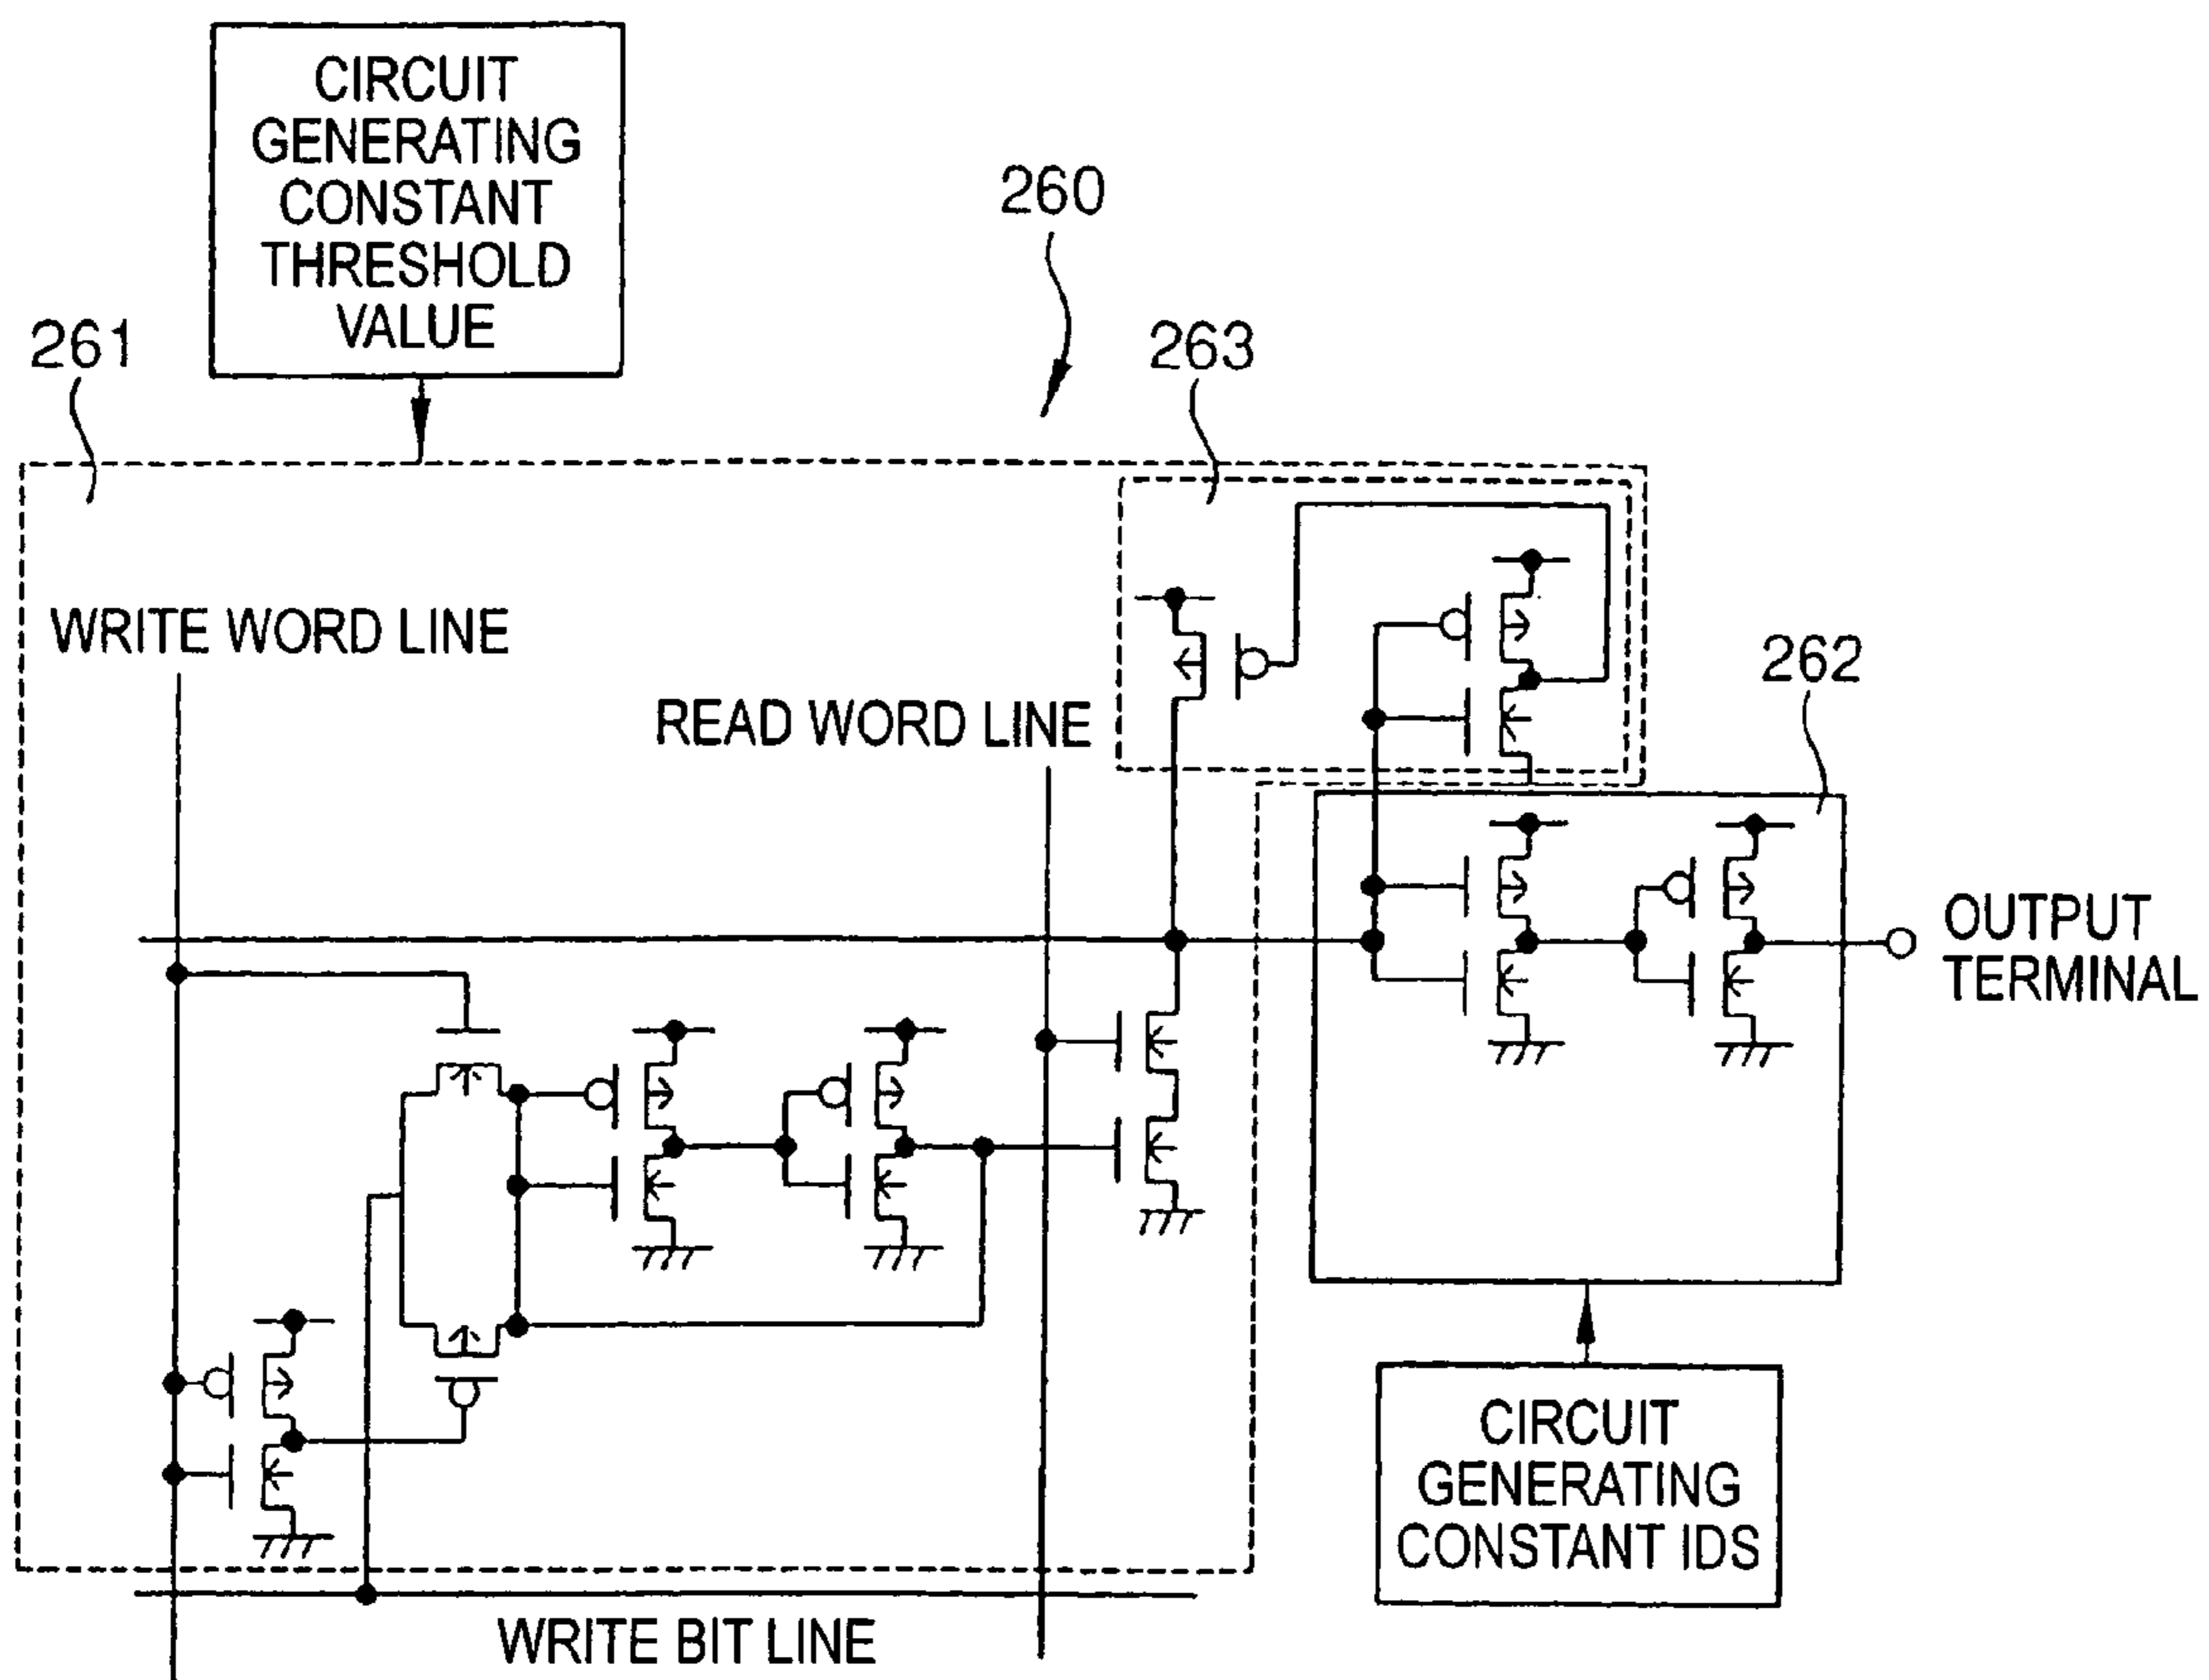 CIRCUIT
GENERATING
CONSTANT
THRESHOLD
VALUE
260
261
263
WRITE WORD LINE
READ WORD LINE
262
OUTPUT
TERMINAL
CIRCUIT
GENERATING
CONSTANT IDS
WRITE BIT LINE